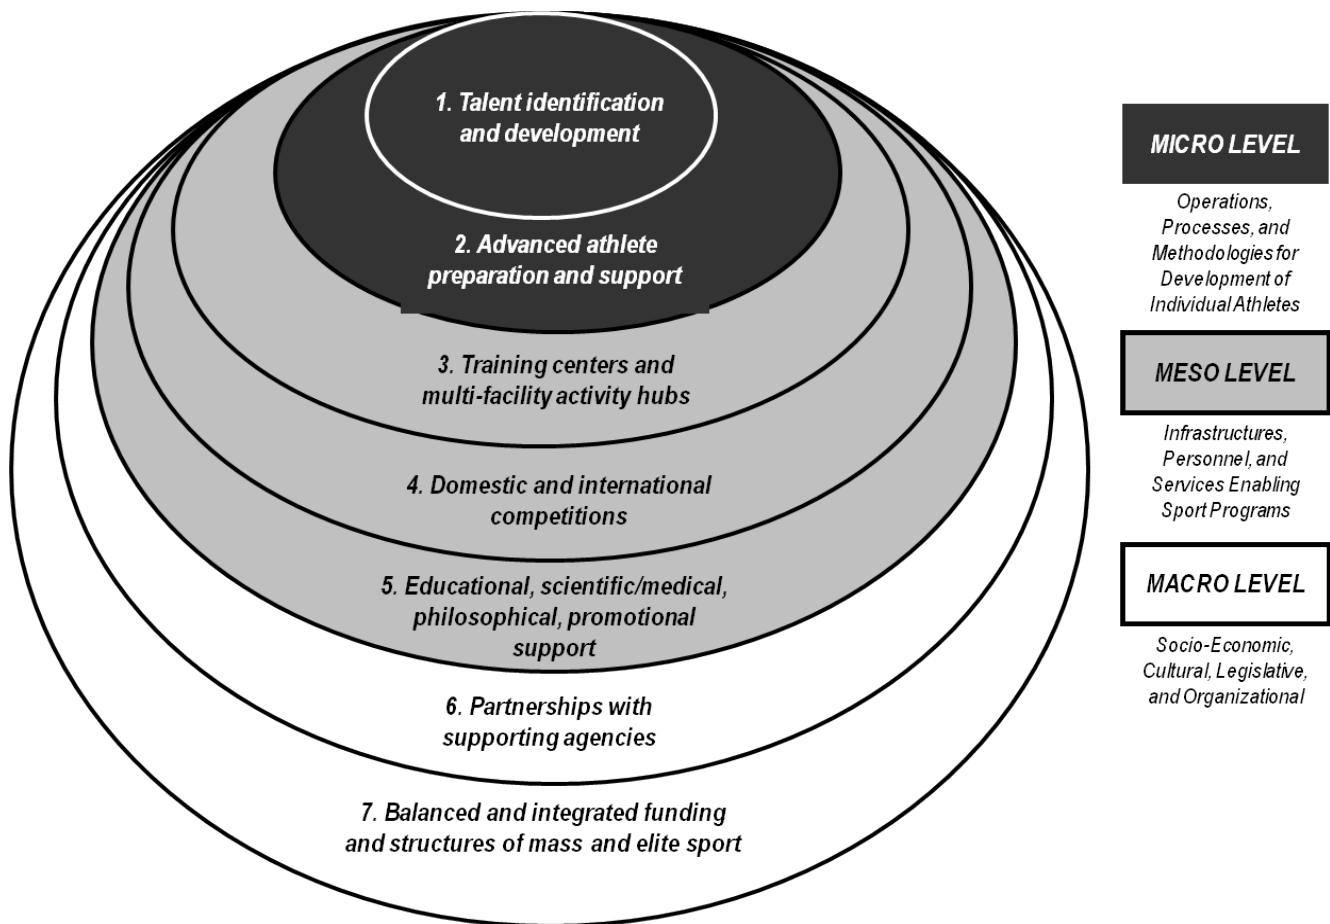 1. Talent identification
and development
2. Advanced athlete
preparation and support
3. Training centers and
multi-facility activity hubs
4. Domestic and international
competitions
5. Educational, scientific/medical,
philosophical, promotional
support
6. Partnerships with
supporting agencies
7. Balanced and integrated funding
and structures of mass and elite sport
MICRO LEVEL
Operations,
Processes, and
Methodologies for
Development of
Individual Athletes
MESO LEVEL
Infrastructures,
Personnel, and
Services Enabling
Sport Programs
MACRO LEVEL
Socio-Economic,
Cultural, Legislative,
and Organizational